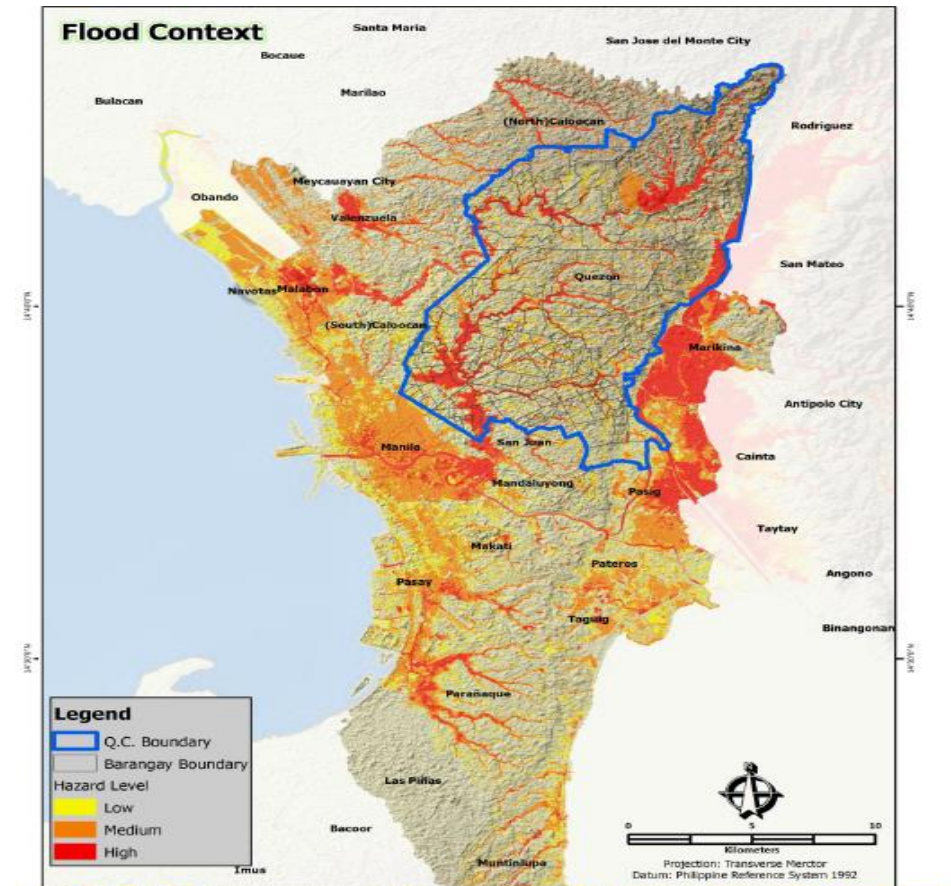 Flood Context
Santa Maria
San Jose del Monte City
Bocaue
Marilao
Bulacan
(North)Caloocan
Rodriguez
Meycauayan City
Obando
Valenzuela
San Mateo
Quezon
Navotas
Malabon
(South)Caloocan
Marikina
Antipolo City
Manila
San Juan
Cainta
Mandaluyong
Pasig
Taytay
Makati
Pateros
Angono
Pasay
Taguig
Binangonan
Parañaque
Las Piñas
Bacoor
Imus
Muntinlupa
Legend
Q.C. Boundary
Barangay Boundary
Hazard Level
Low
Medium
High
0 5 10
Kilometers
Projection: Transverse Merctor
Datum: Philippine Reference System 1992